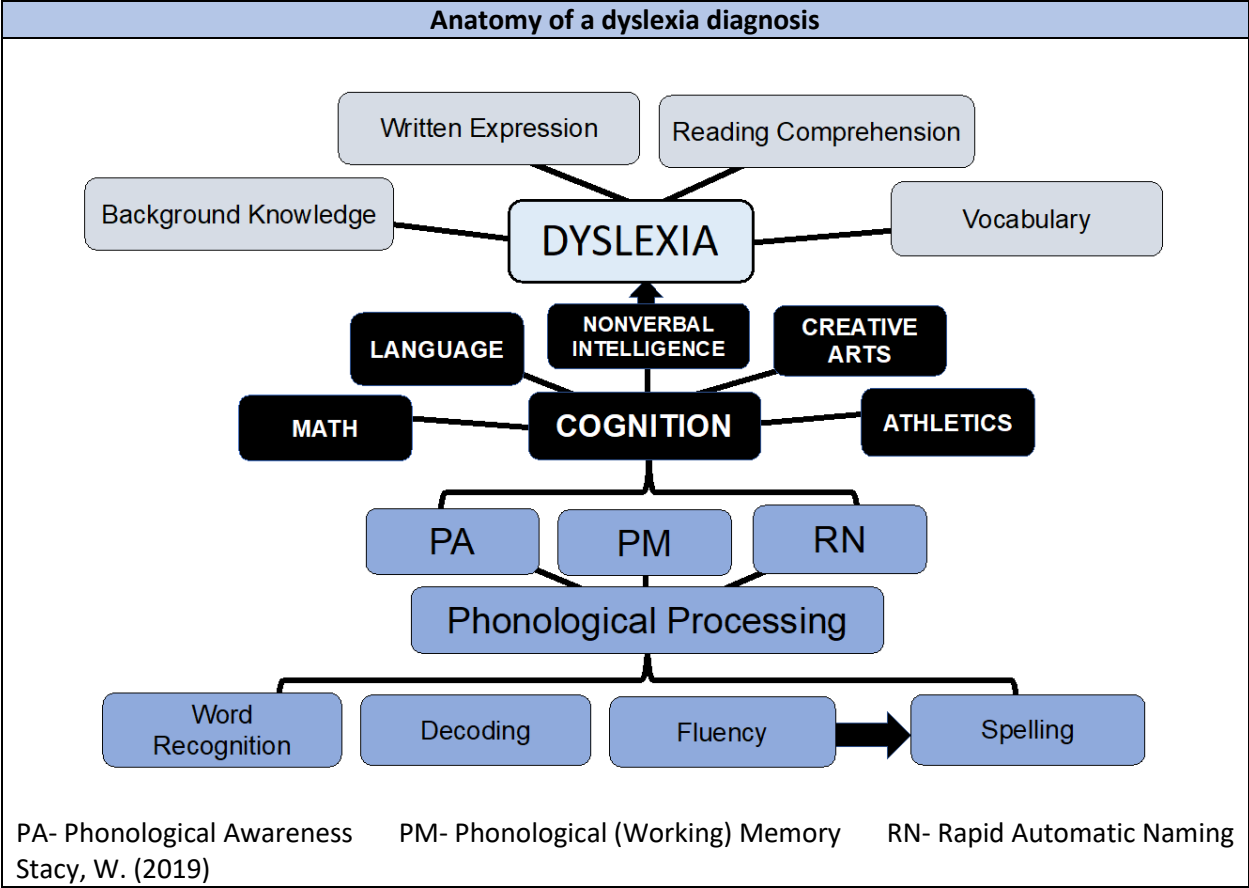 Anatomy of a dyslexia diagnosis
Written Expression
Reading Comprehension
Background Knowledge
DYSLEXIA
Vocabulary
LANGUAGE
NONVERBAL
INTELLIGENCE
CREATIVE
ARTS
MATH
COGNITION
ATHLETICS
PA
PM
RN
Phonological Processing
Word
Recognition
Decoding
Fluency
Spelling
PA- Phonological Awareness PM- Phonological (Working) Memory RN- Rapid Automatic Naming
Stacy, W. (2019)